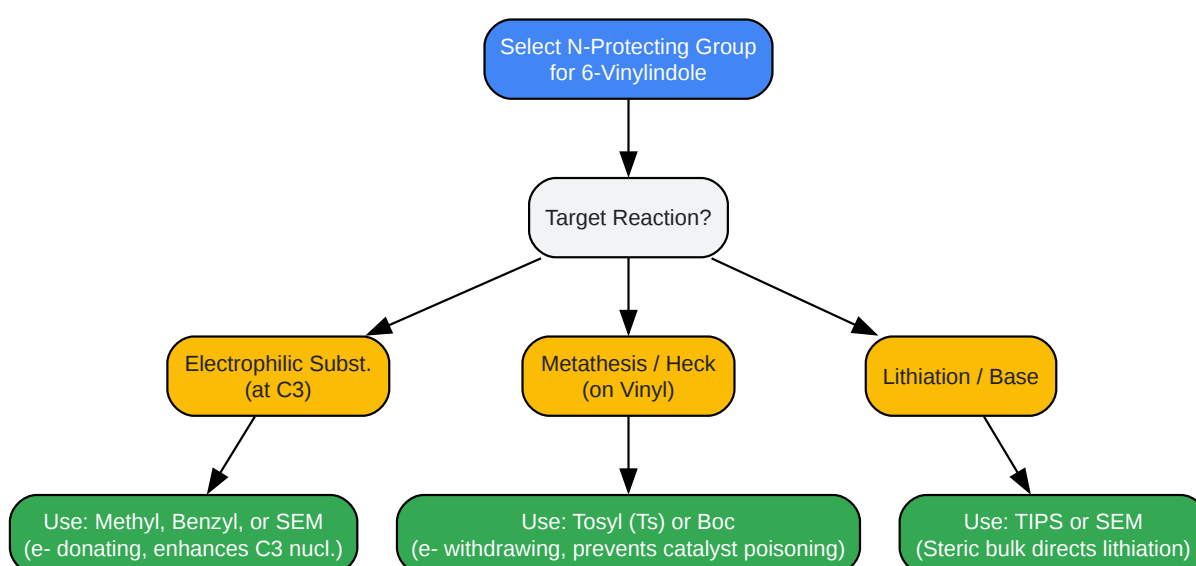 Select N-Protecting Group
for 6-Vinylindole
Target Reaction?
Electrophilic Subst.
(at C3)
Metathesis / Heck
(on Vinyl)
Lithiation / Base
Use: Methyl, Benzyl, or SEM
(e- donating, enhances C3 nucl.)
Use: Tosyl (Ts) or Boc
(e- withdrawing, prevents catalyst poisoning)
Use: TIPS or SEM
(Steric bulk directs lithiation)